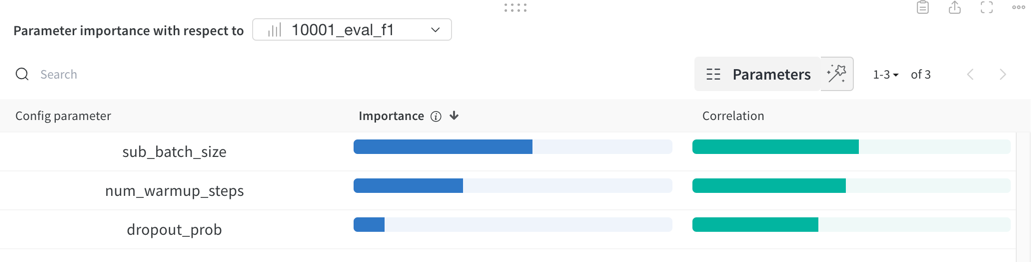 Parameter importance with respect to 10001_eval_f1
Search Parameters 1-3 of 3
Config parameter Importance Correlation
sub_batch_size
num_warmup_steps
dropout_prob